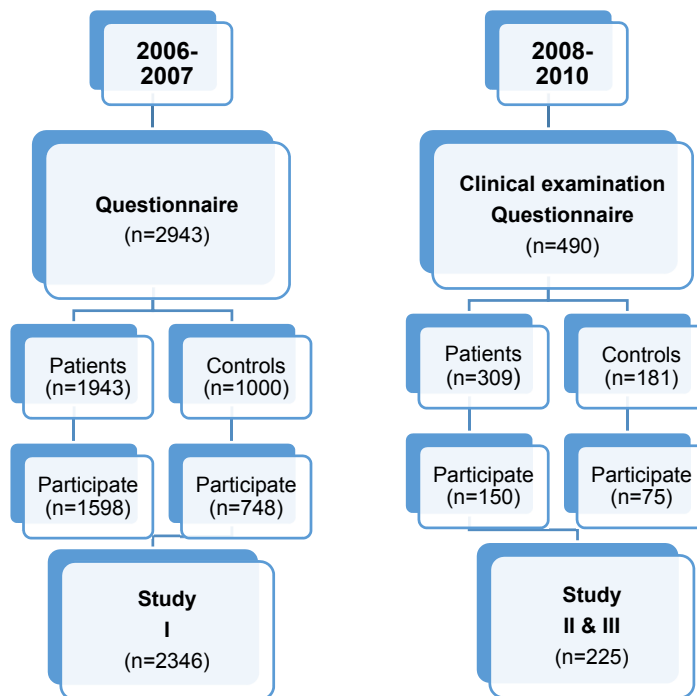 2006-
2007
Questionnaire
(n=2943)
Patients
(n=1943)
Controls
(n=1000)
Participate
(n=1598)
Participate
(n=748)
Study
I
(n=2346)
2008-
2010
Clinical examination
Questionnaire
(n=490)
Patients
(n=309)
Controls
(n=181)
Participate
(n=150)
Participate
(n=75)
Study
II & III
(n=225)